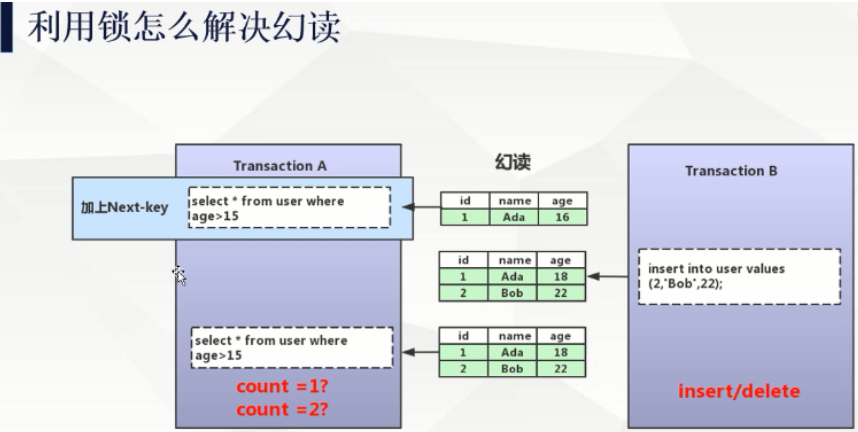 利用锁怎么解决幻读
Transaction A
幻读
Transaction B
加上Next-key
select * from user where
age>15
id name age
1 Ada 16
id name age
1 Ada 18
2 Bob 22
insert into user values
(2,'Bob',22);
select * from user where
age>15
id name age
1 Ada 18
2 Bob 22
count =1?
count =2?
insert/delete